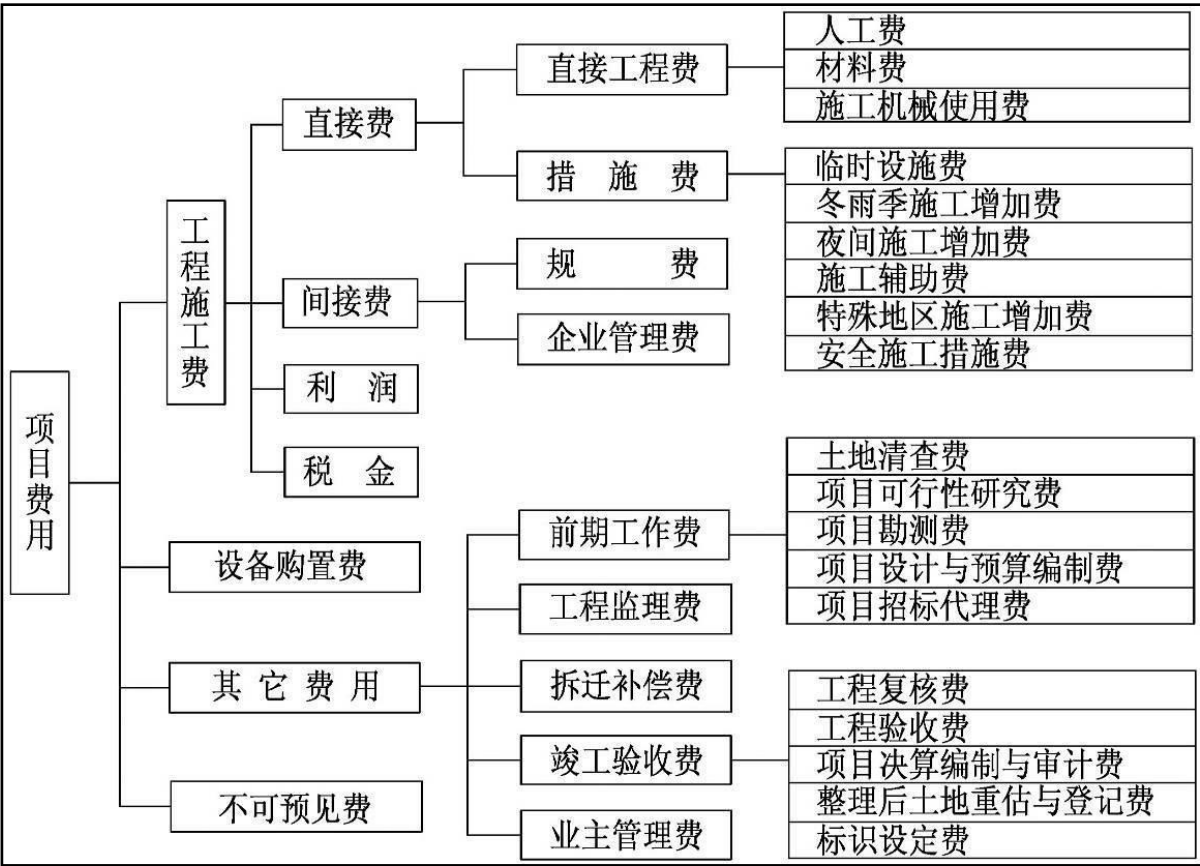 项目费用
工程施工费
直接费
直接工程费
人工费
材料费
施工机械使用费
措施费
临时设施费
冬雨季施工增加费
夜间施工增加费
施工辅助费
特殊地区施工增加费
安全施工措施费
间接费
规费
企业管理费
利润
税金
设备购置费
其它费用
前期工作费
土地清查费
项目可行性研究费
项目勘测费
项目设计与预算编制费
项目招标代理费
工程监理费
拆迁补偿费
竣工验收费
工程复核费
工程验收费
项目决算编制与审计费
整理后土地重估与登记费
标识设定费
业主管理费
不可预见费